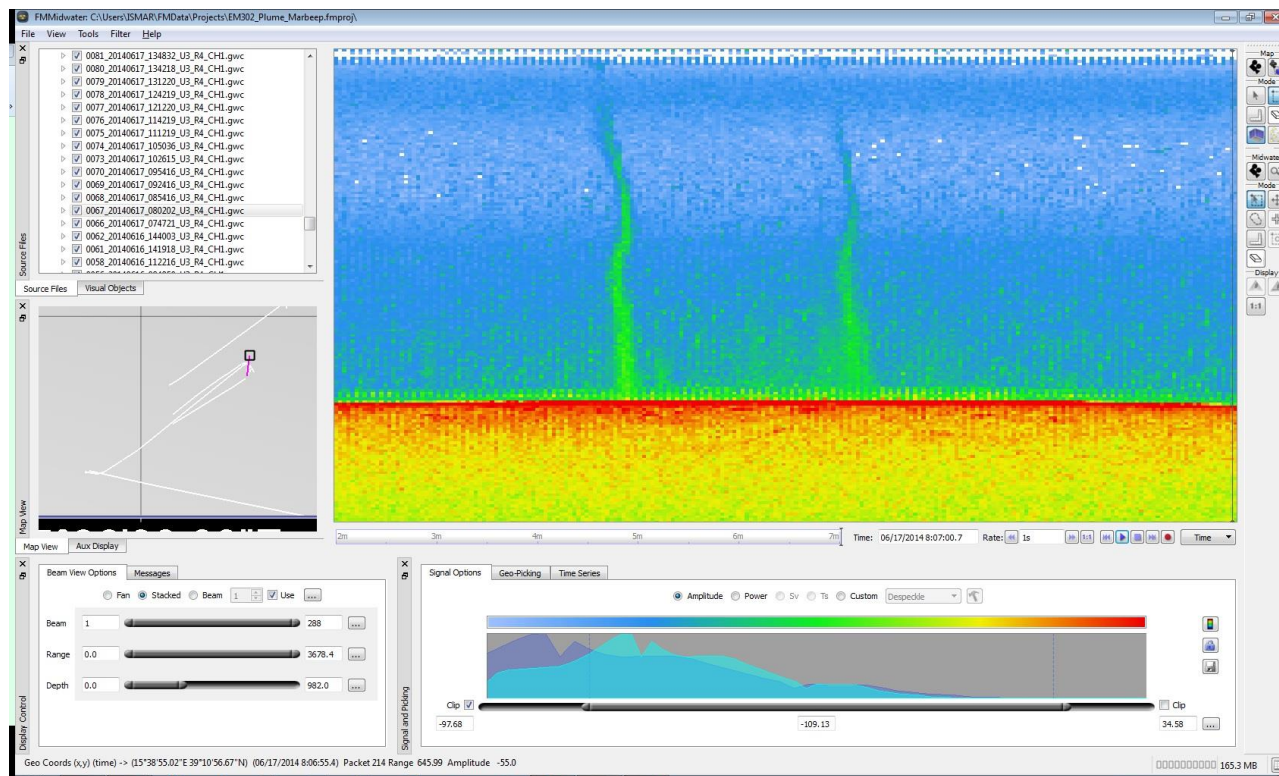 FMMidwater: C:\Users\ISMAR\FMData\Projects\EM302_Plume_Marbeep.fmproj\
File View Tools Filter Help
0081_20140617_134832_U3_R4_CH1.gwc
0080_20140617_134218_U3_R4_CH1.gwc
0079_20140617_131220_U3_R4_CH1.gwc
0078_20140617_124219_U3_R4_CH1.gwc
0077_20140617_121220_U3_R4_CH1.gwc
0076_20140617_114219_U3_R4_CH1.gwc
0075_20140617_111219_U3_R4_CH1.gwc
0074_20140617_105036_U3_R4_CH1.gwc
0073_20140617_102615_U3_R4_CH1.gwc
0070_20140617_095416_U3_R4_CH1.gwc
0069_20140617_092416_U3_R4_CH1.gwc
0068_20140617_085416_U3_R4_CH1.gwc
0067_20140617_080202_U3_R4_CH1.gwc
0066_20140617_074721_U3_R4_CH1.gwc
0062_20140616_144003_U3_R4_CH1.gwc
0061_20140616_141918_U3_R4_CH1.gwc
0058_20140616_112216_U3_R4_CH1.gwc
Source Files
Source Files Visual Objects
Map View
Map View Aux Display
Map
Mode
Midwate
Mode
Display
1:1
2m 3m 4m 5m 6m 7m
Time: 06/17/2014 8:07:00.7 Rate: 1s 1:1 Time
Beam View Options Messages
Fan Stacked Beam 1 Use ...
Beam 1 288 ...
Range 0.0 3678.4 ...
Depth 0.0 982.0 ...
Display Control
Signal Options Geo-Picking Time Series
Amplitude Power Sv Ts Custom Despeckle
Clip Clip
-97.68 -109.13 34.58 ...
Signal and Picking
Geo Coords (x,y) (time) -> (15°38'55.02"E 39°10'56.67"N) (06/17/2014 8:06:55.4) Packet 214 Range 645.99 Amplitude -55.0
165.3 MB